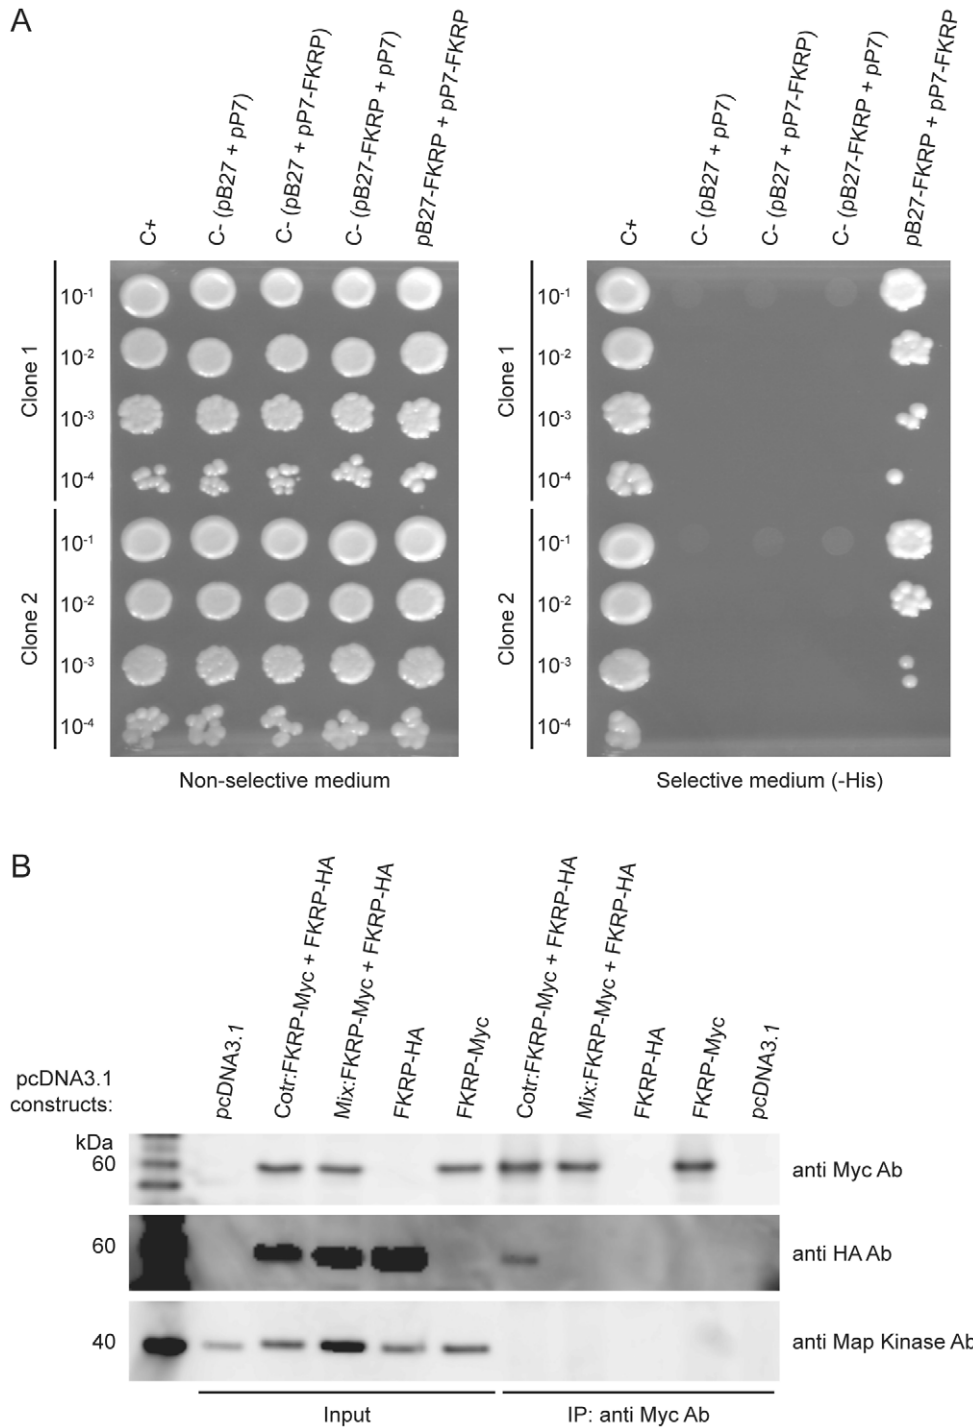 A
C+
C- (pB27 + pP7)
C- (pB27 + pP7-FKRP)
C- (pB27-FKRP + pP7)
pB27-FKRP + pP7-FKRP
C+
C- (pB27 + pP7)
C- (pB27 + pP7-FKRP)
C- (pB27-FKRP + pP7)
pB27-FKRP + pP7-FKRP
Clone 1
10-1
10-2
10-3
10-4
Clone 2
10-1
10-2
10-3
10-4
Clone 1
10-1
10-2
10-3
10-4
Clone 2
10-1
10-2
10-3
10-4
Non-selective medium
Selective medium (-His)
B
pcDNA3.1
constructs:
pcDNA3.1
Cotr:FKRP-Myc + FKRP-HA
Mix:FKRP-Myc + FKRP-HA
FKRP-HA
FKRP-Myc
Cotr:FKRP-Myc + FKRP-HA
Mix:FKRP-Myc + FKRP-HA
FKRP-HA
FKRP-Myc
pcDNA3.1
kDa
60
anti Myc Ab
60
anti HA Ab
40
anti Map Kinase Ab
Input
IP: anti Myc Ab